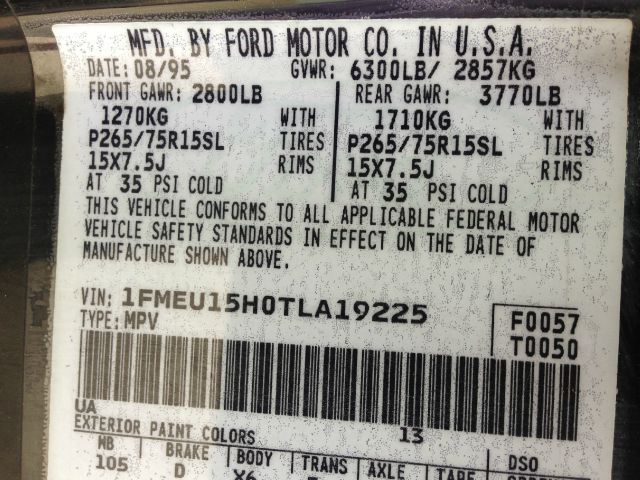 MFD. BY FORD MOTOR CO. IN U.S.A.
DATE: 08/95 GVWR: 6300LB/ 2857KG
FRONT GAWR: 2800LB REAR GAWR: 3770LB
1270KG WITH 1710KG WITH
P265/75R15SL TIRES P265/75R15SL TIRES
15X7.5J RIMS 15X7.5J RIMS
AT 35 PSI COLD AT 35 PSI COLD
THIS VEHICLE CONFORMS TO ALL APPLICABLE FEDERAL MOTOR
VEHICLE SAFETY STANDARDS IN EFFECT ON THE DATE OF
MANUFACTURE SHOWN ABOVE.
VIN: 1FMEU15H0TLA19225 F0057
TYPE: MPV T0050
UA
EXTERIOR PAINT COLORS 13
WB BRAKE BODY TRANS AXLE TAPE DSO
105 D X6